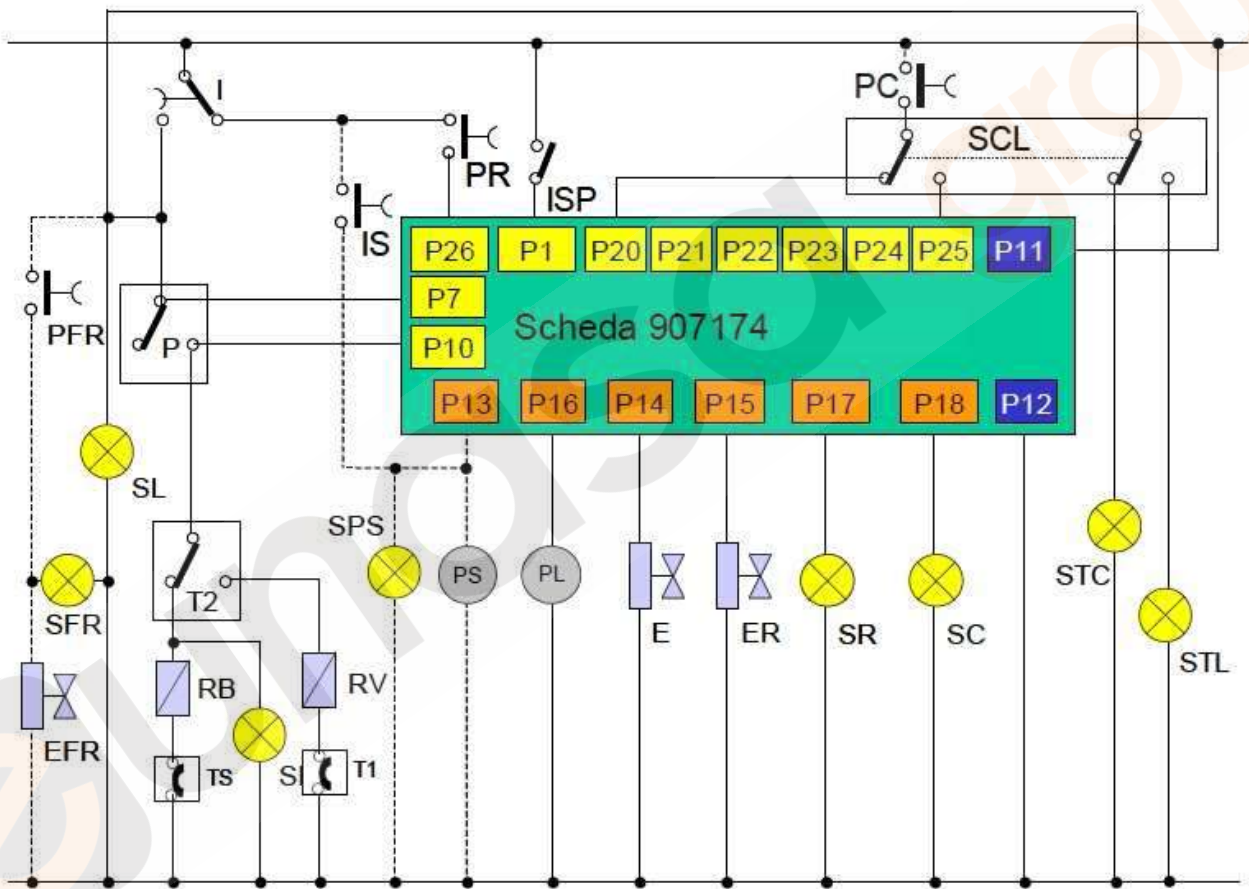 I
PC
SCL
PR
ISP
IS
P26 P1 P20 P21 P22 P23 P24 P25 P11
P7
PFR
P
Scheda 907174
P10
P13 P16 P14 P15 P17 P18 P12
SL
SPS
PS
PL
STC
T2
SFR
E
ER
SR
SC
STL
RB
RV
EFR
TS
T1